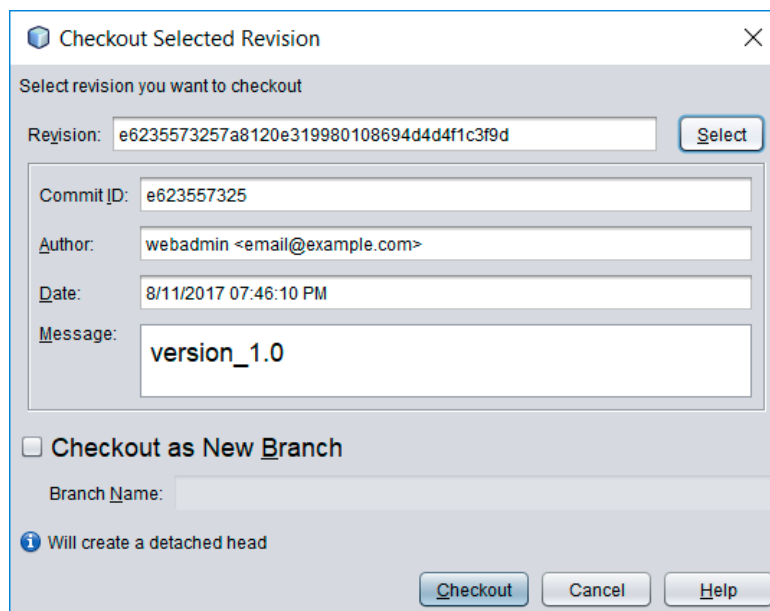 Checkout Selected Revision
Select revision you want to checkout
Revision: e6235573257a8120e319980108694d4d4f1c3f9d Select
Commit ID: e623557325
Author: webadmin <email@example.com>
Date: 8/11/2017 07:46:10 PM
Message: version_1.0
Checkout as New Branch
Branch Name:
Will create a detached head
Checkout Cancel Help